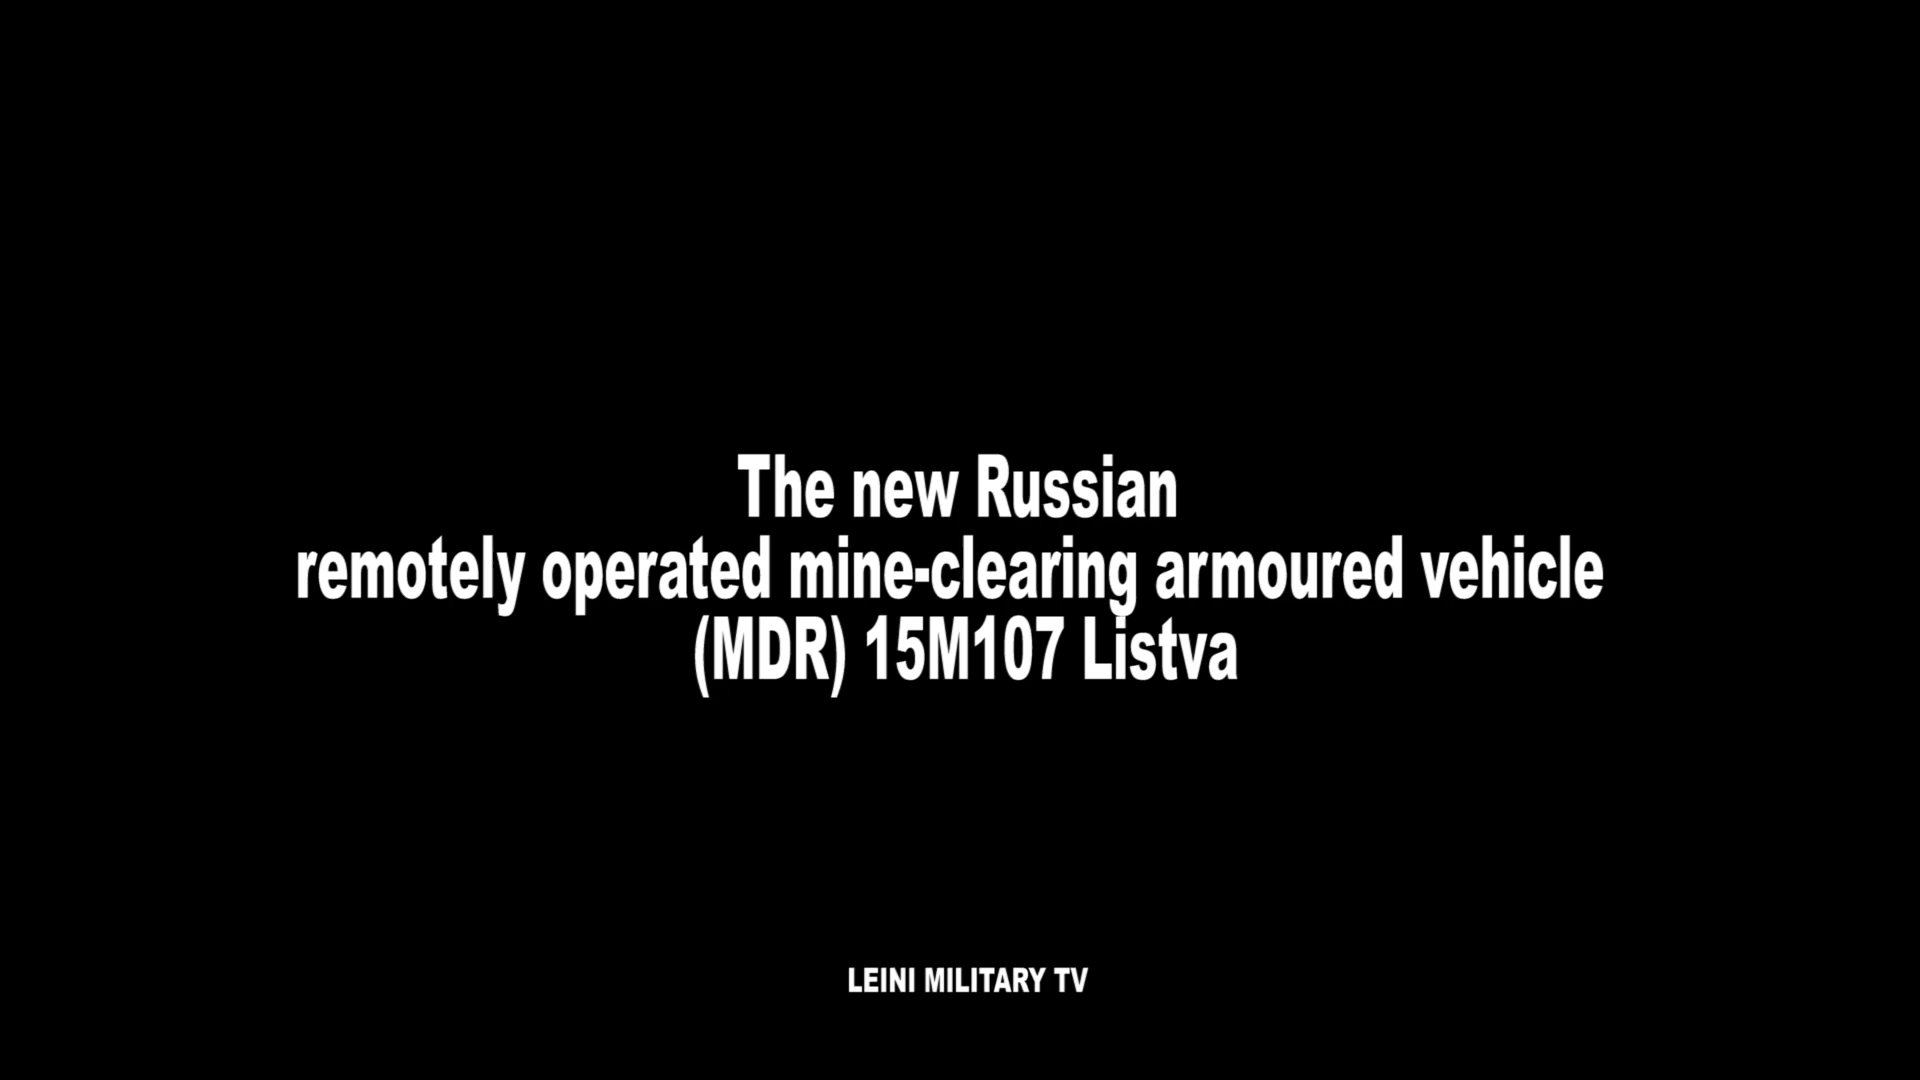 The new Russian
remotely operated mine-clearing armoured vehicle
(MDR) 15M107 Listva
LEINI MILITARY TV